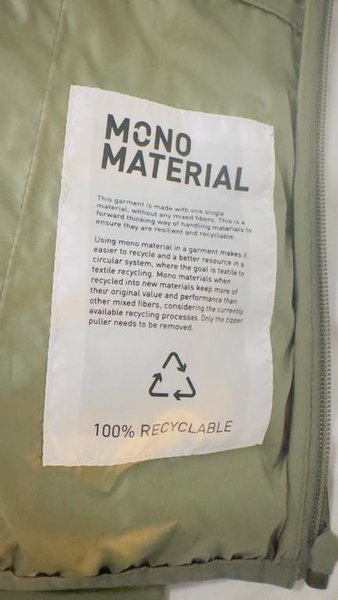 MONO
MATERIAL
This garment is made with one single
material, without any mixed fibers. This is a
forward thinking way of handling materials to
ensure they are resilient and recyclable.
Using mono material in a garment makes it
easier to recycle and a better resource in a
circular system, where the goal is textile to
textile recycling. Mono materials when
recycled into new materials keep more of
their original value and performance than
other mixed fibers, considering the currently
available recycling processes. Only the zipper
puller needs to be removed.
100% RECYCLABLE